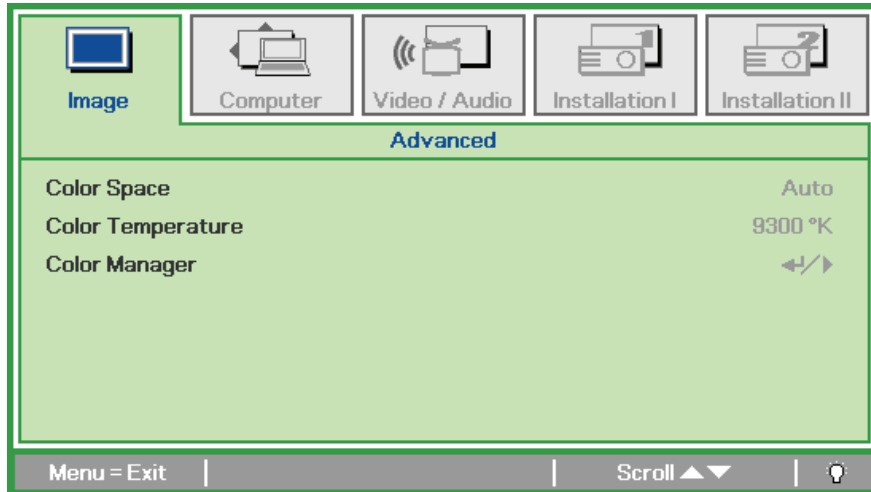 Image Computer Video / Audio Installation I Installation II
Advanced
Color Space Auto
Color Temperature 9300 °K
Color Manager
Menu = Exit Scroll